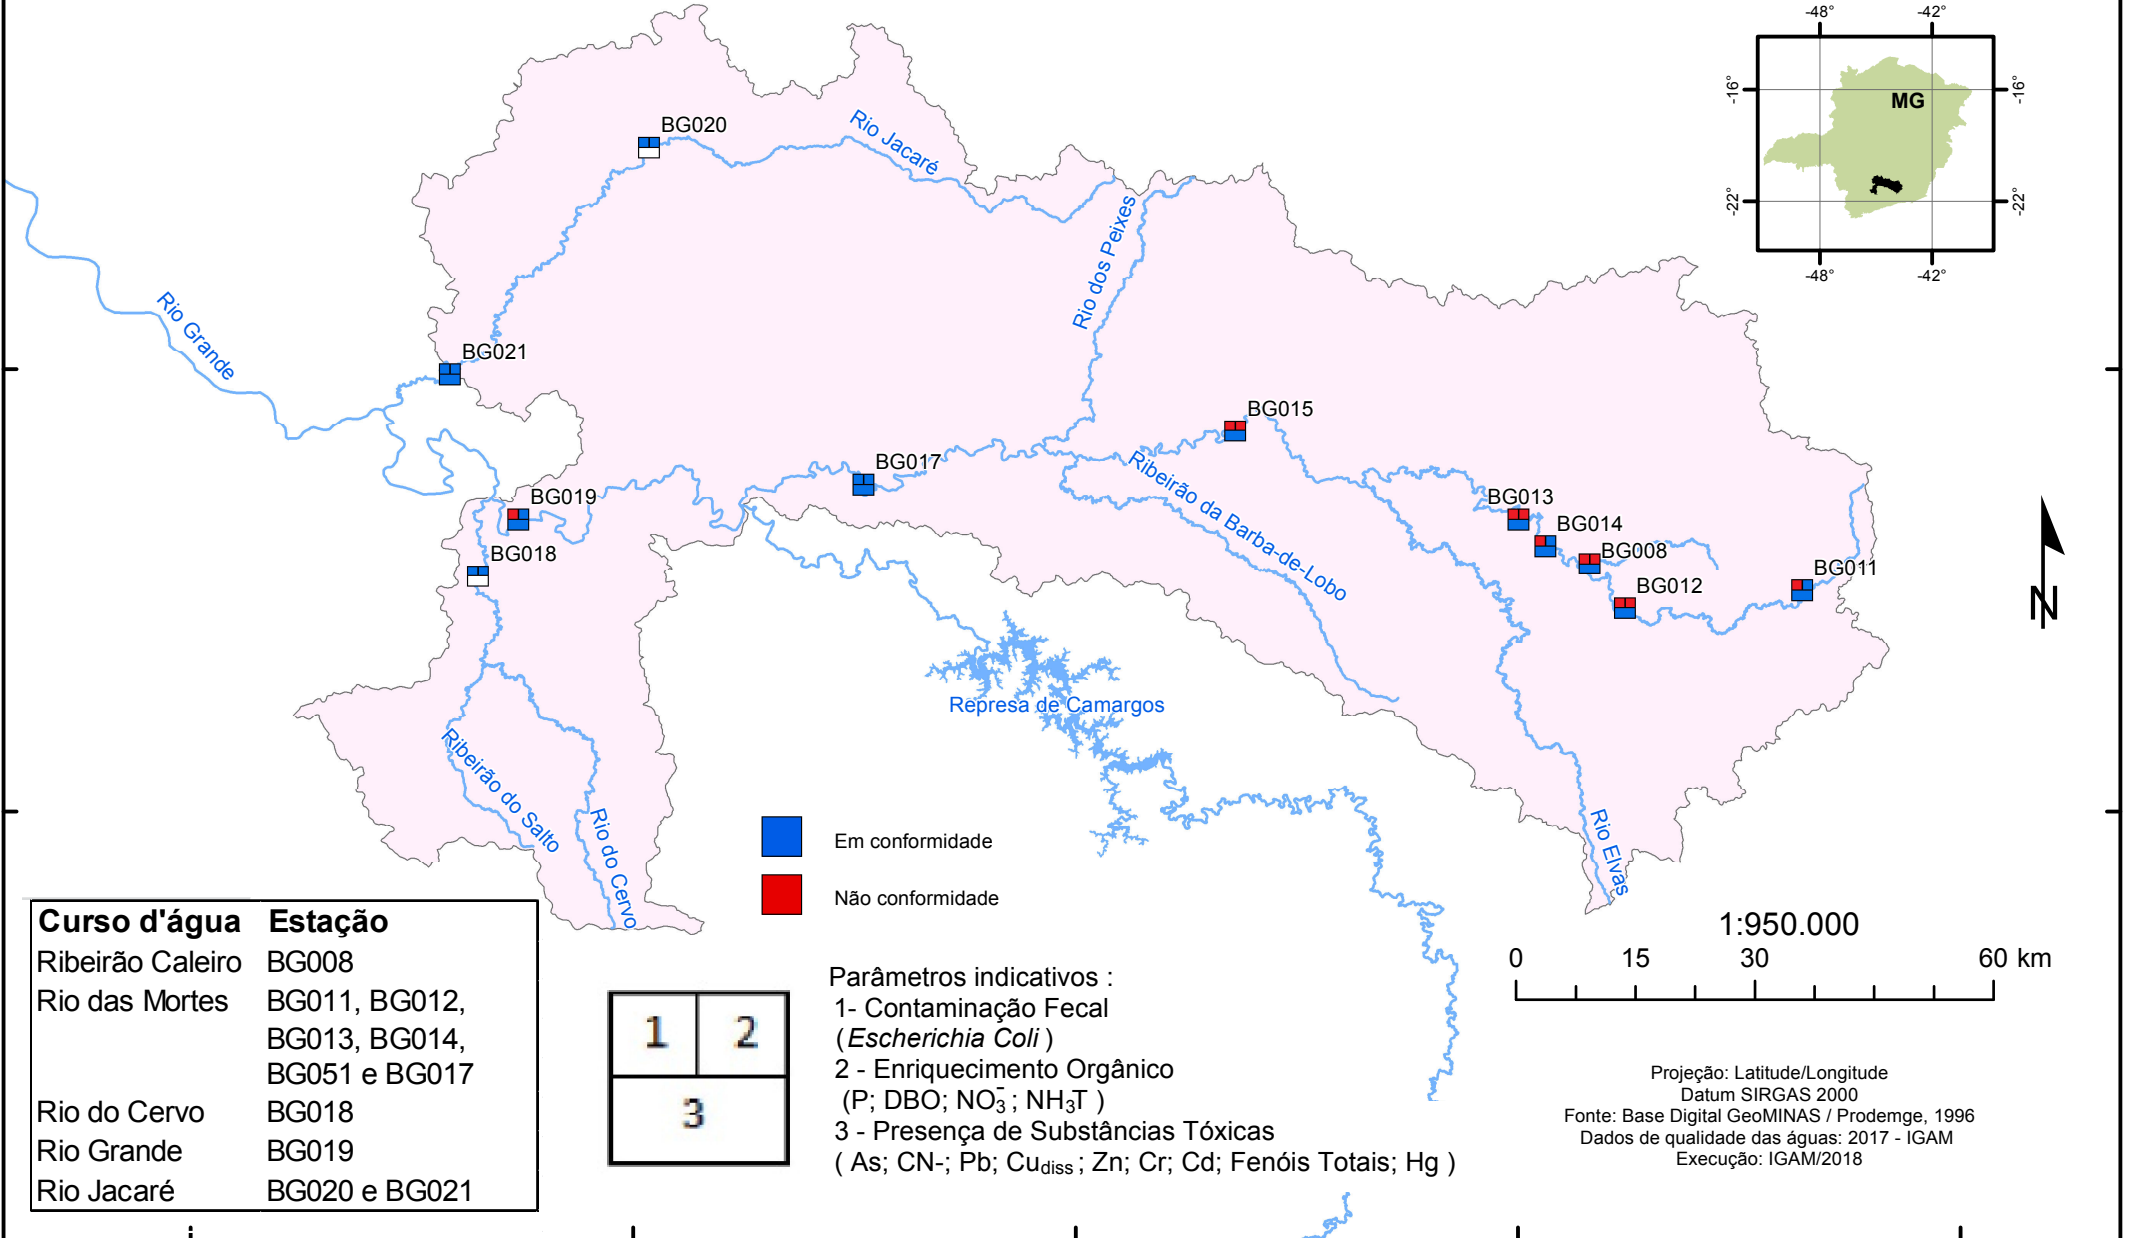 -48°
-42°
-16°
MG
-16°
-22°
-22°
-48°
-42°
BG020
Rio Jacaré
Rio dos Peixes
Rio Grande
BG021
BG015
BG017
Ribeirão da Barba-de-Lobo
BG019
BG013
BG014
BG018
BG008
BG011
BG012
N
Represa de Camargos
Ribeirão do Salto
Rio do Cervo
Rio Elvas
Em conformidade
Não conformidade
Curso d'água Estação
Ribeirão Caleiro BG008
Rio das Mortes BG011, BG012,
BG013, BG014,
BG051 e BG017
Rio do Cervo BG018
Rio Grande BG019
Rio Jacaré BG020 e BG021
1 2
3
Parâmetros indicativos :
1- Contaminação Fecal
(Escherichia Coli )
2 - Enriquecimento Orgânico
(P; DBO; NO₃⁻; NH₃T )
3 - Presença de Substâncias Tóxicas
( As; CN-; Pb; Cudiss ; Zn; Cr; Cd; Fenóis Totais; Hg )
1:950.000
0 15 30 60 km
Projeção: Latitude/Longitude
Datum SIRGAS 2000
Fonte: Base Digital GeoMINAS / Prodemge, 1996
Dados de qualidade das águas: 2017 - IGAM
Execução: IGAM/2018